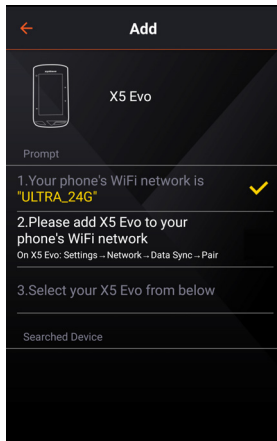 Add
X5 Evo
Prompt
1.Your phone's WiFi network is
"ULTRA_24G"
2.Please add X5 Evo to your
phone's WiFi network
On X5 Evo: Settings→Network→Data Sync→Pair
3.Select your X5 Evo from below
Searched Device